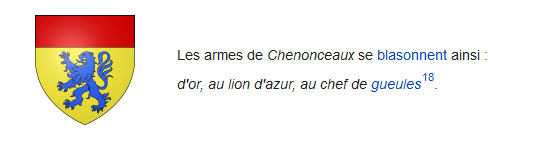 Les armes de Chenonceaux se blasonnent ainsi :
d'or, au lion d'azur, au chef de gueules18.